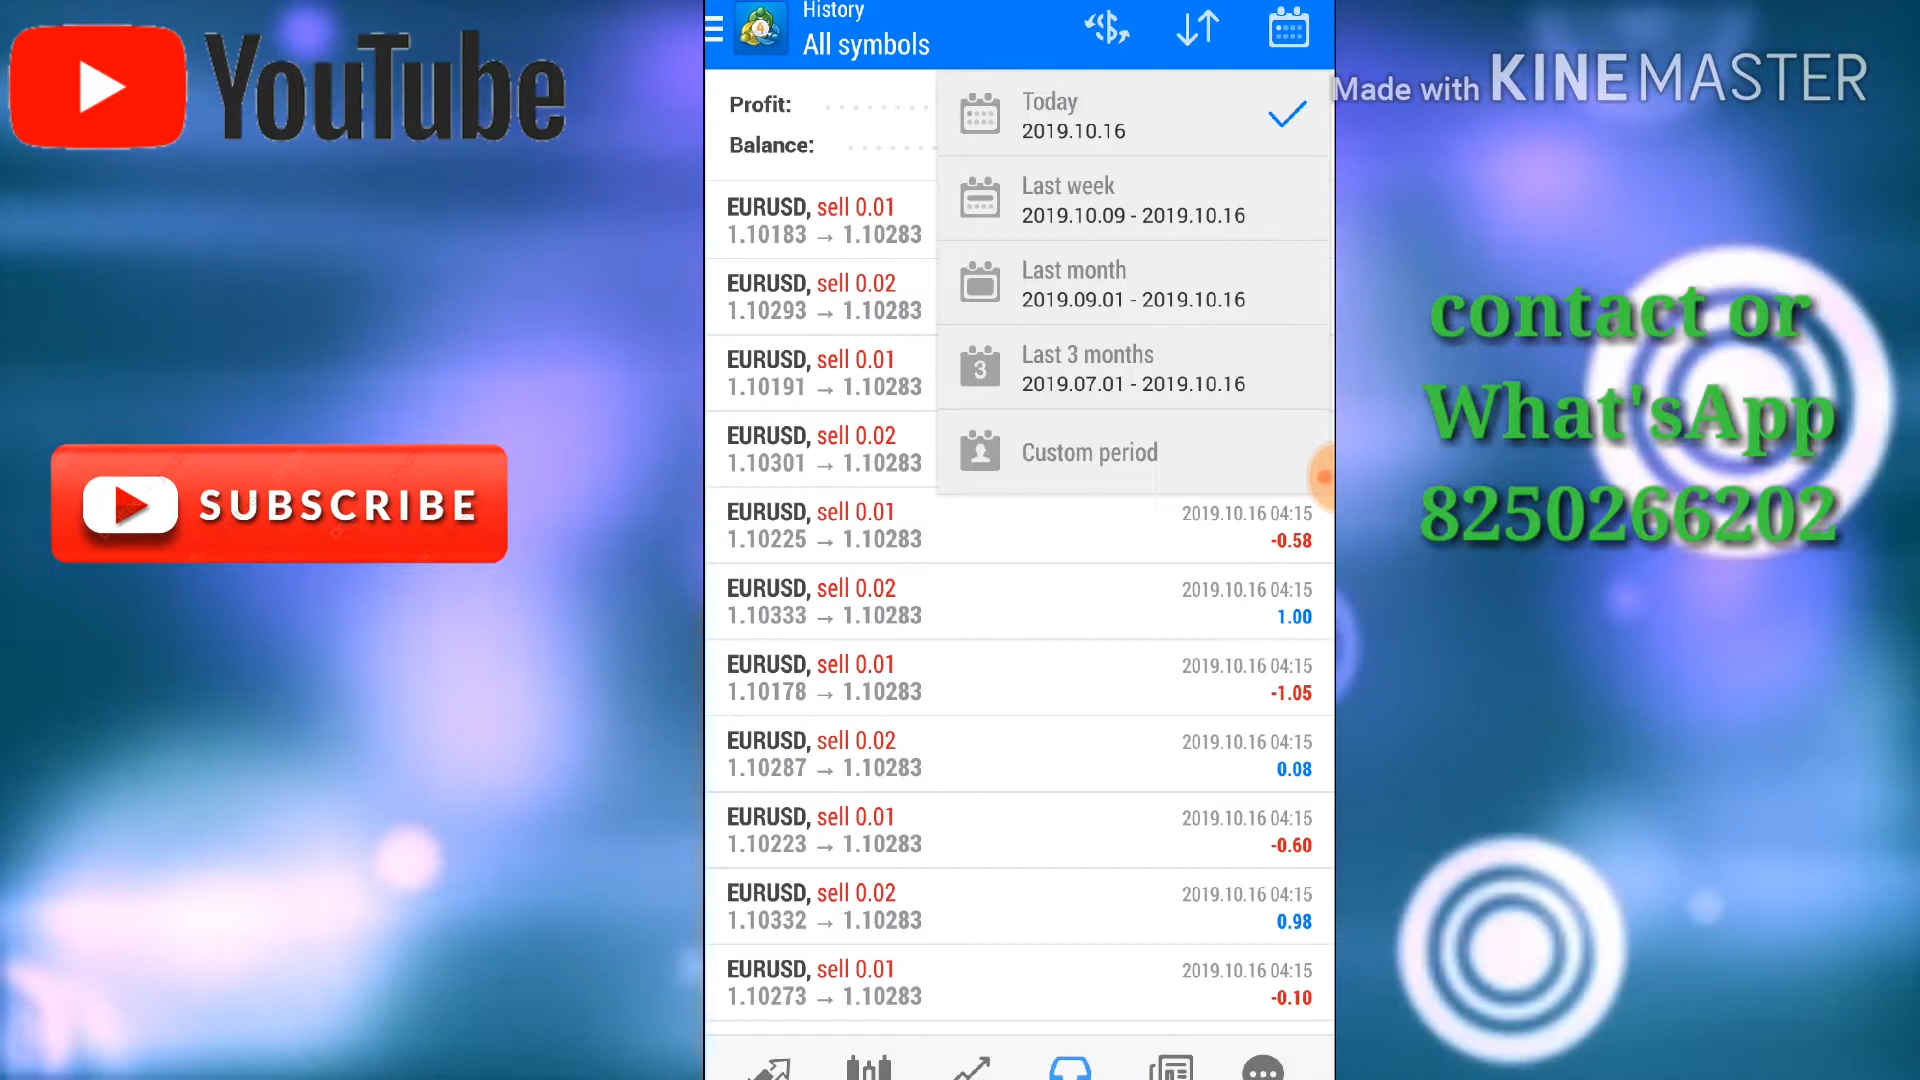 YouTube
SUBSCRIBE
History
All symbols
Profit:
Balance:
Today
2019.10.16
Last week
2019.10.09 - 2019.10.16
Last month
2019.09.01 - 2019.10.16
3
Last 3 months
2019.07.01 - 2019.10.16
Custom period
EURUSD, sell 0.01
1.10183 → 1.10283
EURUSD, sell 0.02
1.10293 → 1.10283
EURUSD, sell 0.01
1.10191 → 1.10283
EURUSD, sell 0.02
1.10301 → 1.10283
EURUSD, sell 0.01 2019.10.16 04:15
1.10225 → 1.10283 -0.58
EURUSD, sell 0.02 2019.10.16 04:15
1.10333 → 1.10283 1.00
EURUSD, sell 0.01 2019.10.16 04:15
1.10178 → 1.10283 -1.05
EURUSD, sell 0.02 2019.10.16 04:15
1.10287 → 1.10283 0.08
EURUSD, sell 0.01 2019.10.16 04:15
1.10223 → 1.10283 -0.60
EURUSD, sell 0.02 2019.10.16 04:15
1.10332 → 1.10283 0.98
EURUSD, sell 0.01 2019.10.16 04:15
1.10273 → 1.10283 -0.10
Made with KINEMASTER
contact or
What'sApp
8250266202